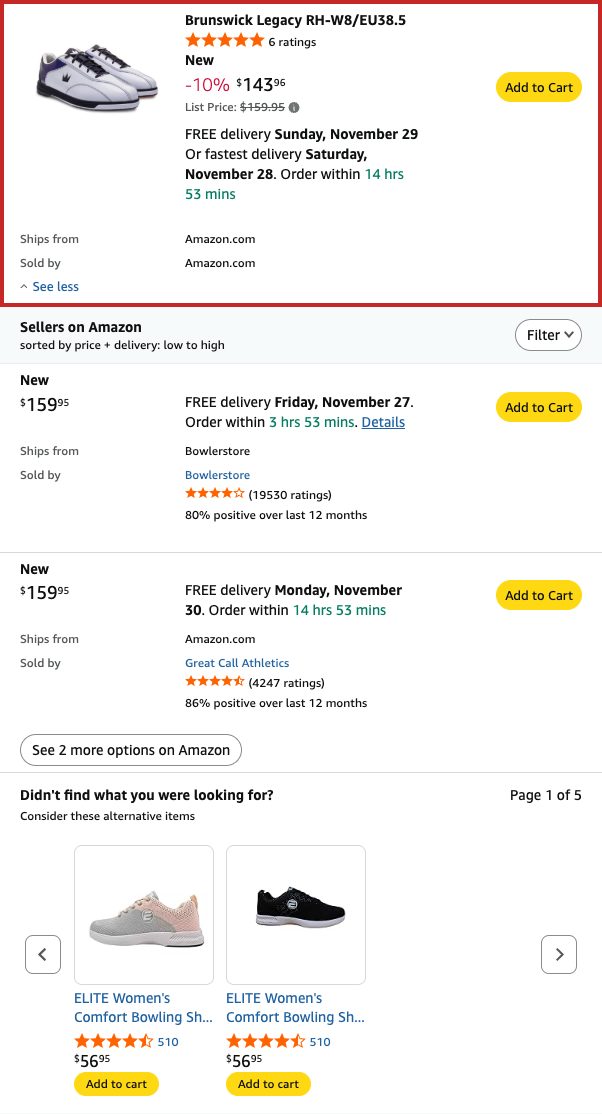 Brunswick Legacy RH-W8/EU38.5
6 ratings
New
-10% $143⁹⁶
Add to Cart
List Price: $159.95
FREE delivery Sunday, November 29
Or fastest delivery Saturday,
November 28. Order within 14 hrs
53 mins
Ships from Amazon.com
Sold by Amazon.com
See less
Sellers on Amazon
sorted by price + delivery: low to high
Filter
New
$159⁹⁵
FREE delivery Friday, November 27.
Order within 3 hrs 53 mins. Details
Add to Cart
Ships from Bowlerstore
Sold by Bowlerstore
(19530 ratings)
80% positive over last 12 months
New
$159⁹⁵
FREE delivery Monday, November
30. Order within 14 hrs 53 mins
Add to Cart
Ships from Amazon.com
Sold by Great Call Athletics
(4247 ratings)
86% positive over last 12 months
See 2 more options on Amazon
Didn't find what you were looking for?
Page 1 of 5
Consider these alternative items
ELITE Women's
Comfort Bowling Sh...
510
$56⁹⁵
Add to cart
ELITE Women's
Comfort Bowling Sh...
510
$56⁹⁵
Add to cart